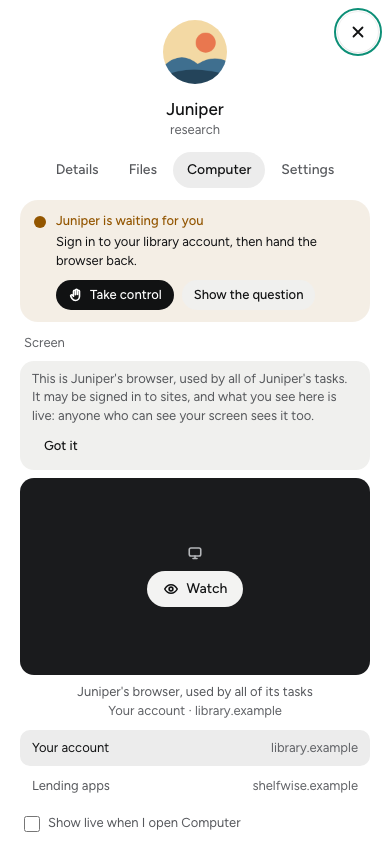 Juniper
research
Details Files Computer Settings
Juniper is waiting for you
Sign in to your library account, then hand the
browser back.
Take control Show the question
Screen
This is Juniper's browser, used by all of Juniper's tasks.
It may be signed in to sites, and what you see here is
live: anyone who can see your screen sees it too.
Got it
Watch
Juniper's browser, used by all of its tasks
Your account · library.example
Your account library.example
Lending apps shelfwise.example
Show live when I open Computer